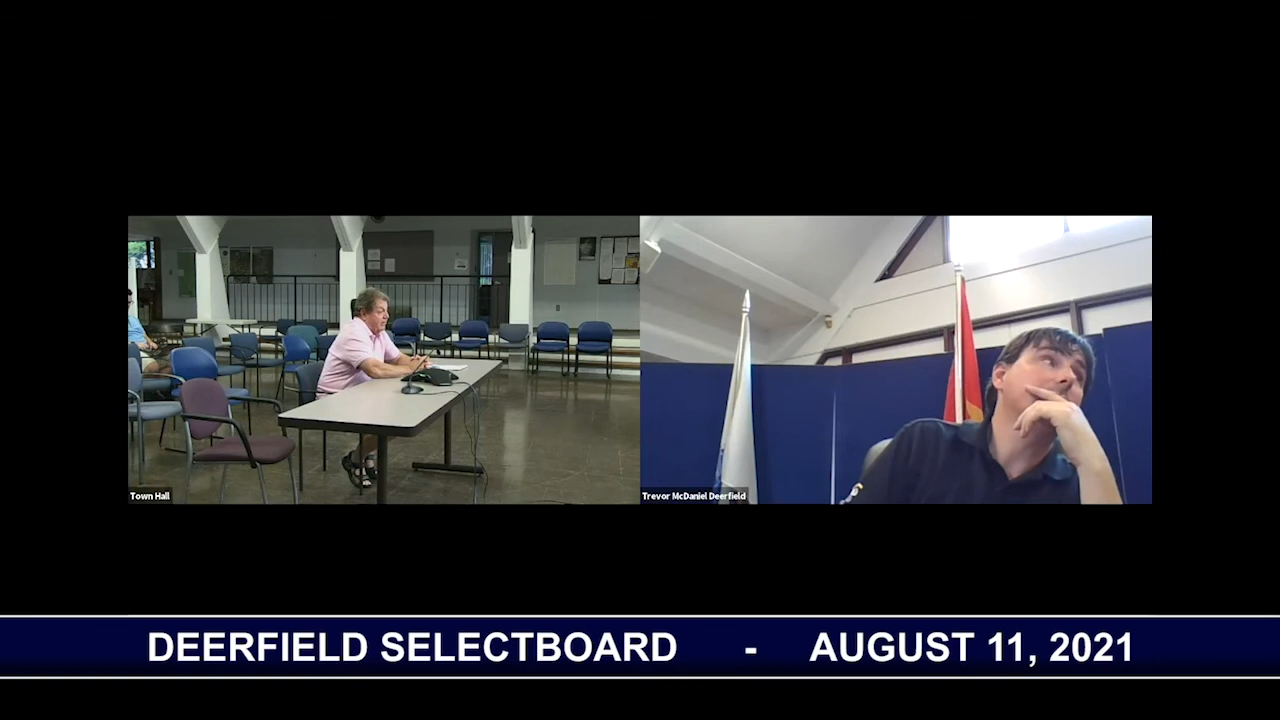 Town Hall
Trevor McDaniel Deerfield
DEERFIELD SELECTBOARD - AUGUST 11, 2021